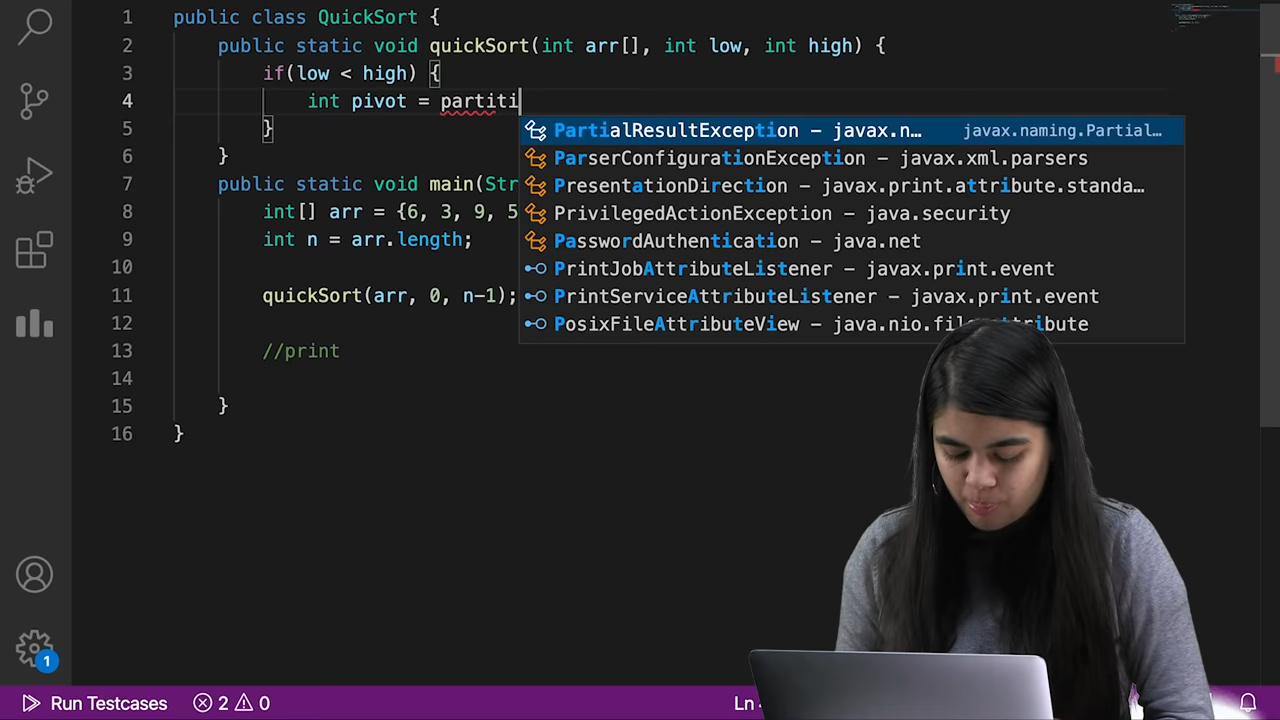 1 public class QuickSort {
2 public static void quickSort(int arr[], int low, int high) {
3 if(low < high) {
4 int pivot = partiti
5 }
PartialResultException – javax.n… javax.naming.Partial…
ParserConfigurationException – javax.xml.parsers
PresentationDirection – javax.print.attribute.standa…
PrivilegedActionException – java.security
PasswordAuthentication – java.net
PrintJobAttributeListener – javax.print.event
PrintServiceAttributeListener – javax.print.event
PosixFileAttributeView – java.nio.file.attribute
6 }
7 public static void main(Str
8 int[] arr = {6, 3, 9, 5
9 int n = arr.length;
10
11 quickSort(arr, 0, n-1);
12
13 //print
14
15 }
16 }
1
Run Testcases 2 0
Ln